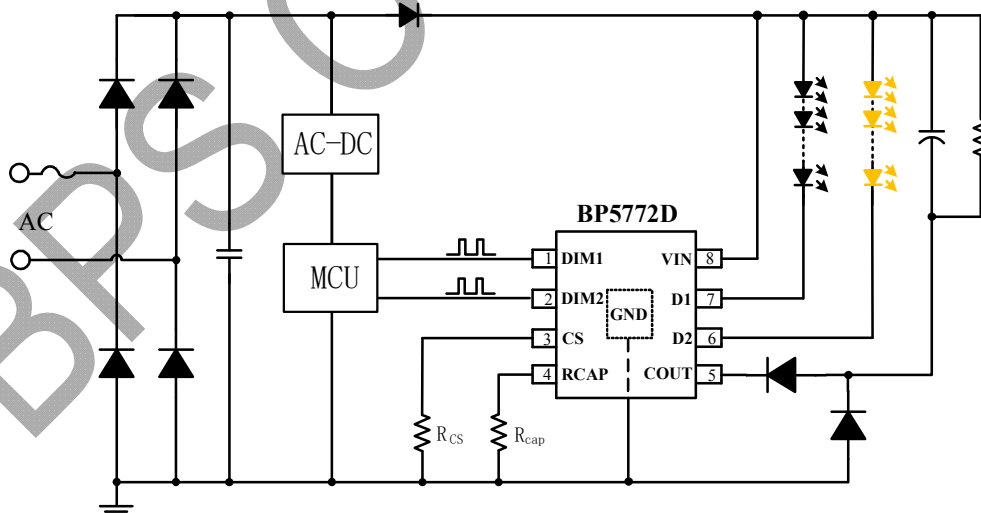 BPS C
AC-DC
AC
MCU
BP5772D
1 DIM1
2 DIM2
3 CS
4 RCAP
GND
VIN 8
D1 7
D2 6
COUT 5
RCS
Rcap